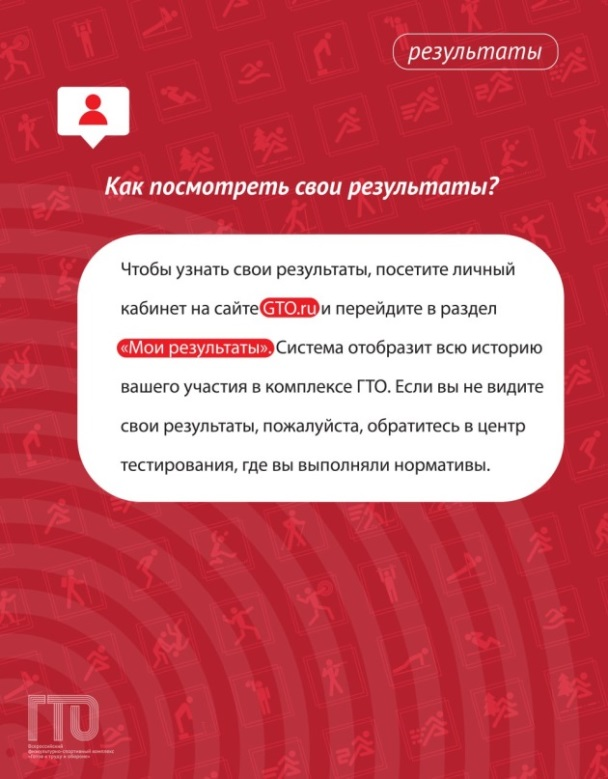 результаты
Как посмотреть свои результаты?
Чтобы узнать свои результаты, посетите личный
кабинет на сайте GTO.ru и перейдите в раздел
«Мои результаты». Система отобразит всю историю
вашего участия в комплексе ГТО. Если вы не видите
свои результаты, пожалуйста, обратитесь в центр
тестирования, где вы выполняли нормативы.
ГТО
Всероссийский
физкультурно-спортивный комплекс
«Готов к труду и обороне»